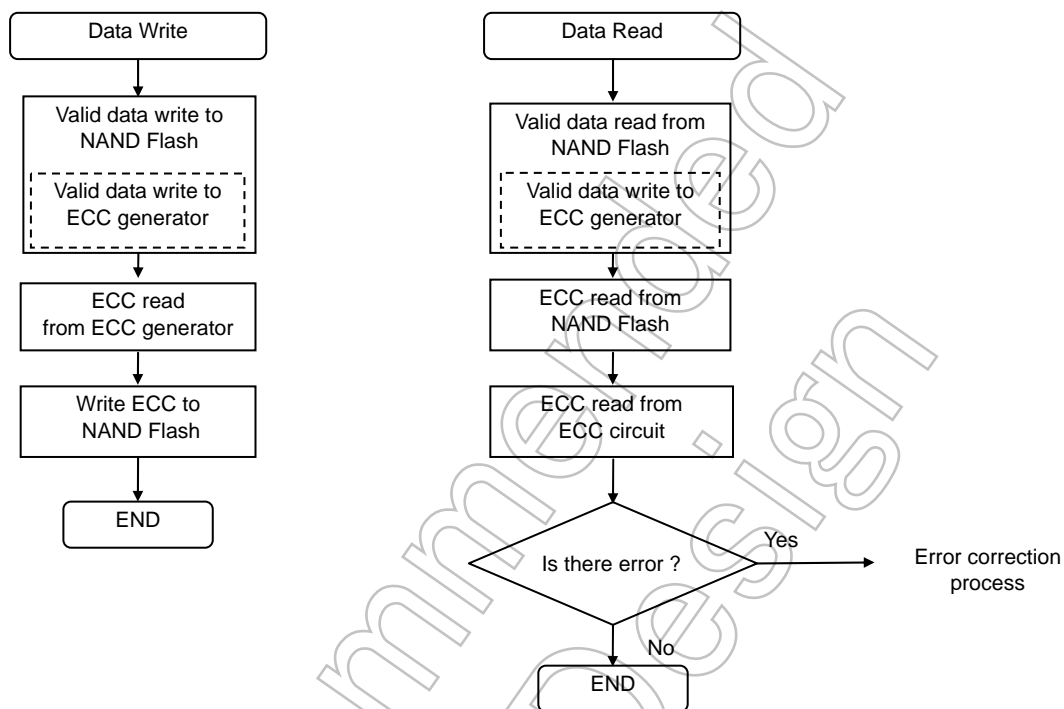 Data Write
Valid data write to
NAND Flash
Valid data write to
ECC generator
ECC read
from ECC generator
Write ECC to
NAND Flash
END
Data Read
Valid data read from
NAND Flash
Valid data write to
ECC generator
ECC read from
NAND Flash
ECC read from
ECC circuit
Is there error ?
Yes
Error correction
process
No
END